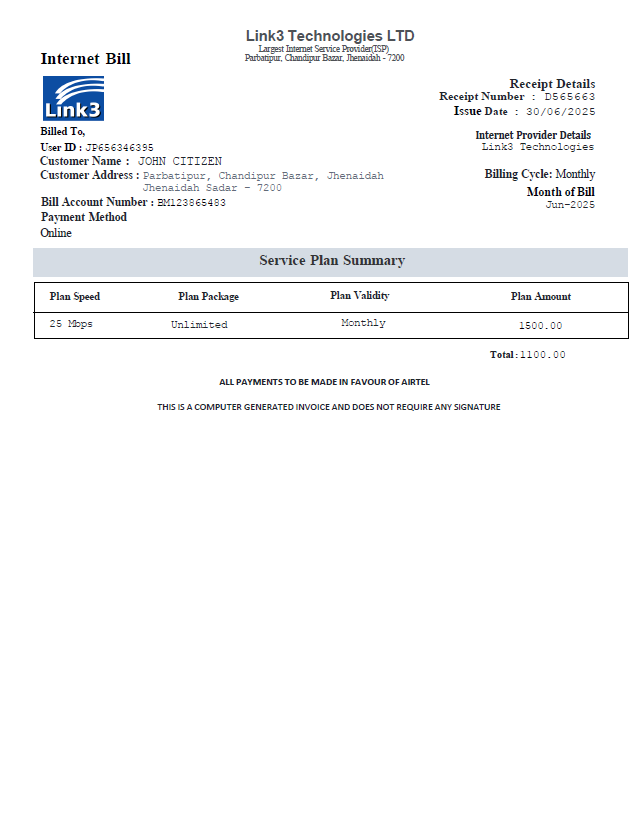 Link3 Technologies LTD
Largest Internet Service Provider(ISP)
Parbatipur, Chandipur Bazar, Jhenaidah - 7200
Internet Bill
Link3
Receipt Details
Receipt Number : D565663
Issue Date : 30/06/2025
Billed To,
User ID : JP656346395
Customer Name : JOHN CITIZEN
Customer Address : Parbatipur, Chandipur Bazar, Jhenaidah
Jhenaidah Sadar - 7200
Bill Account Number : BM123865483
Payment Method
Online
Internet Provider Details
Link3 Technologies
Billing Cycle: Monthly
Month of Bill
Jun-2025
Service Plan Summary
Plan Speed Plan Package Plan Validity Plan Amount
25 Mbps Unlimited Monthly 1500.00
Total:1100.00
ALL PAYMENTS TO BE MADE IN FAVOUR OF AIRTEL
THIS IS A COMPUTER GENERATED INVOICE AND DOES NOT REQUIRE ANY SIGNATURE